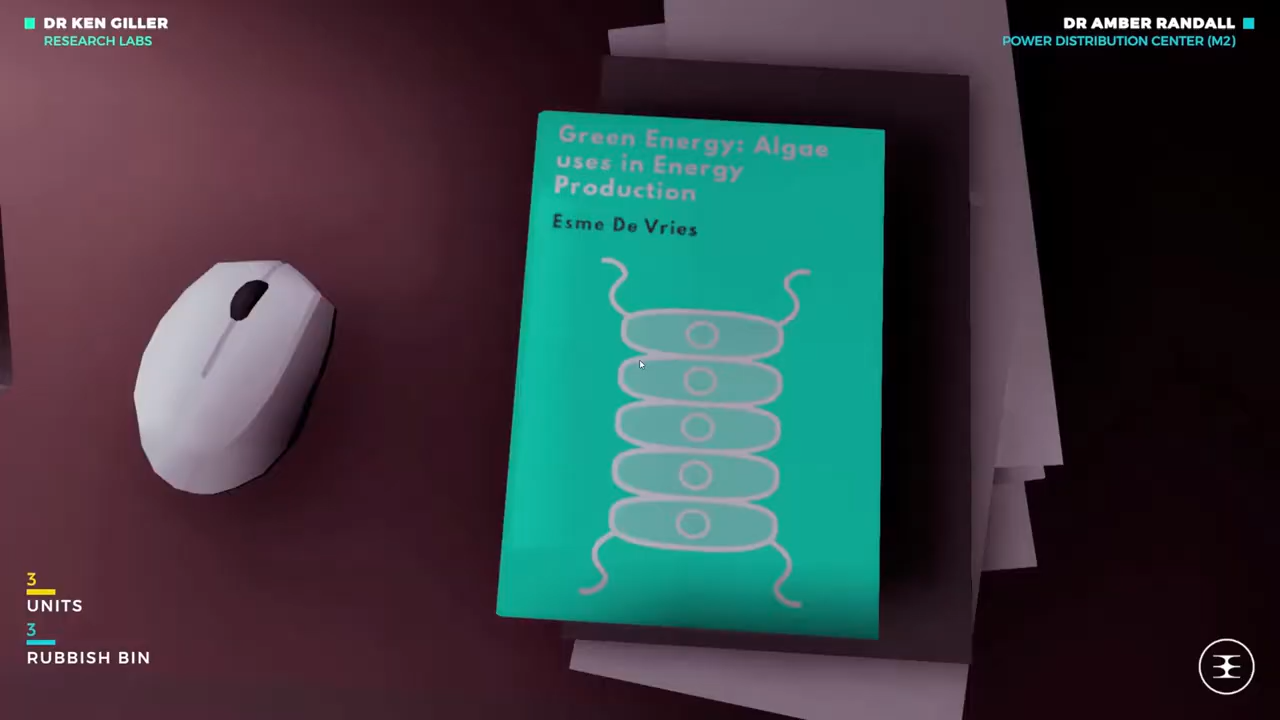 DR KEN GILLER
RESEARCH LABS
DR AMBER RANDALL
POWER DISTRIBUTION CENTER (M2)
Green Energy: Algae
uses in Energy
Production
Esme De Vries
3
UNITS
3
RUBBISH BIN